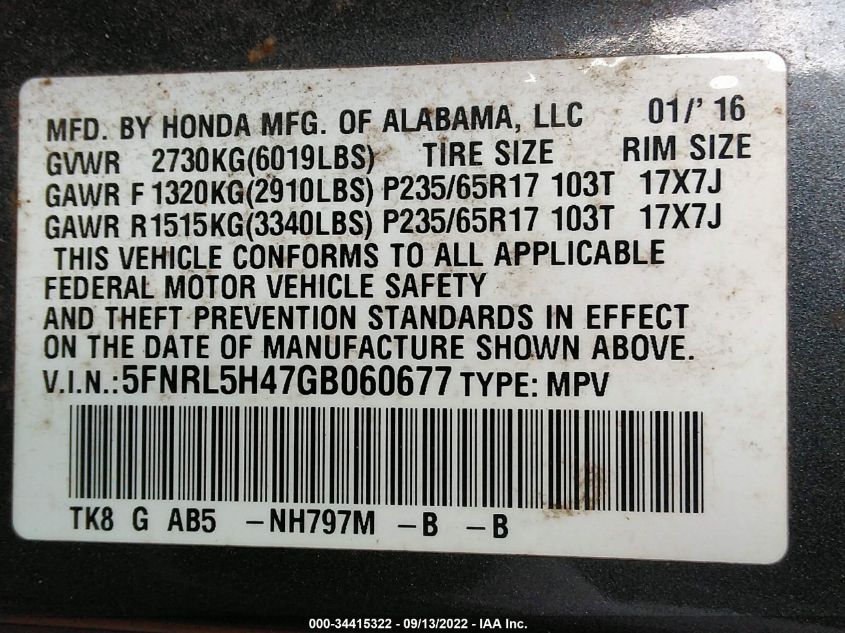 MFD. BY HONDA MFG. OF ALABAMA, LLC 01/'16
GVWR 2730KG(6019LBS) TIRE SIZE RIM SIZE
GAWR F 1320KG(2910LBS) P235/65R17 103T 17X7J
GAWR R1515KG(3340LBS) P235/65R17 103T 17X7J
THIS VEHICLE CONFORMS TO ALL APPLICABLE
FEDERAL MOTOR VEHICLE SAFETY
AND THEFT PREVENTION STANDARDS IN EFFECT
ON THE DATE OF MANUFACTURE SHOWN ABOVE.
V.I.N.:5FNRL5H47GB060677 TYPE: MPV
TK8 G AB5 -NH797M -B -B
000-34415322 - 09/13/2022 - IAA Inc.